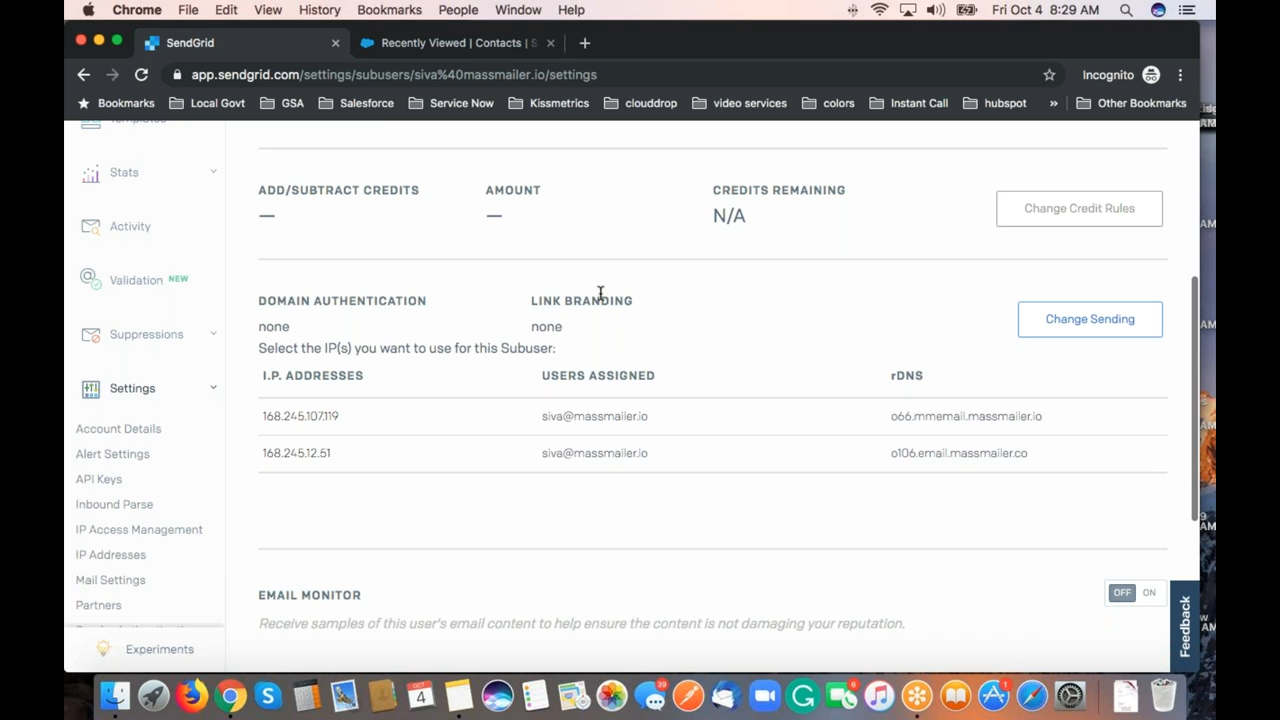 Chrome File Edit View History Bookmarks People Window Help Fri Oct 4 8:29 AM
SendGrid Recently Viewed | Contacts | S
app.sendgrid.com/settings/subusers/siva%40massmailer.io/settings Incognito
Bookmarks Local Govt GSA Salesforce Service Now Kissmetrics clouddrop video services colors Instant Call hubspot » Other Bookmarks
Templates
Stats
Activity
Validation NEW
Suppressions
Settings
Account Details
Alert Settings
API Keys
Inbound Parse
IP Access Management
IP Addresses
Mail Settings
Partners
Experiments
ADD/SUBTRACT CREDITS AMOUNT CREDITS REMAINING
— — N/A
Change Credit Rules
DOMAIN AUTHENTICATION LINK BRANDING
none none
Change Sending
Select the IP(s) you want to use for this Subuser:
I.P. ADDRESSES USERS ASSIGNED rDNS
168.245.107.119 siva@massmailer.io o66.mmemail.massmailer.io
168.245.12.51 siva@massmailer.io o106.email.massmailer.co
EMAIL MONITOR OFF ON
Receive samples of this user's email content to help ensure the content is not damaging your reputation.
Feedback
OCT
4
39
6
1